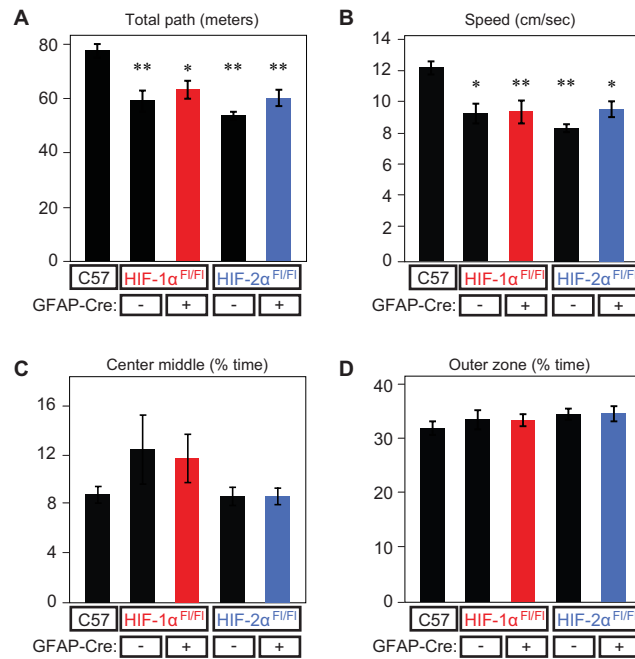 A Total path (meters)
80
60
40
20
0
** * ** **
C57 HIF-1α^Fl/Fl HIF-2α^Fl/Fl
GFAP-Cre: - + - +
B Speed (cm/sec)
14
12
10
8
6
4
2
0
* ** ** *
C57 HIF-1α^Fl/Fl HIF-2α^Fl/Fl
GFAP-Cre: - + - +
C Center middle (% time)
16
12
8
4
0
C57 HIF-1α^Fl/Fl HIF-2α^Fl/Fl
GFAP-Cre: - + - +
D Outer zone (% time)
40
30
20
10
0
C57 HIF-1α^Fl/Fl HIF-2α^Fl/Fl
GFAP-Cre: - + - +